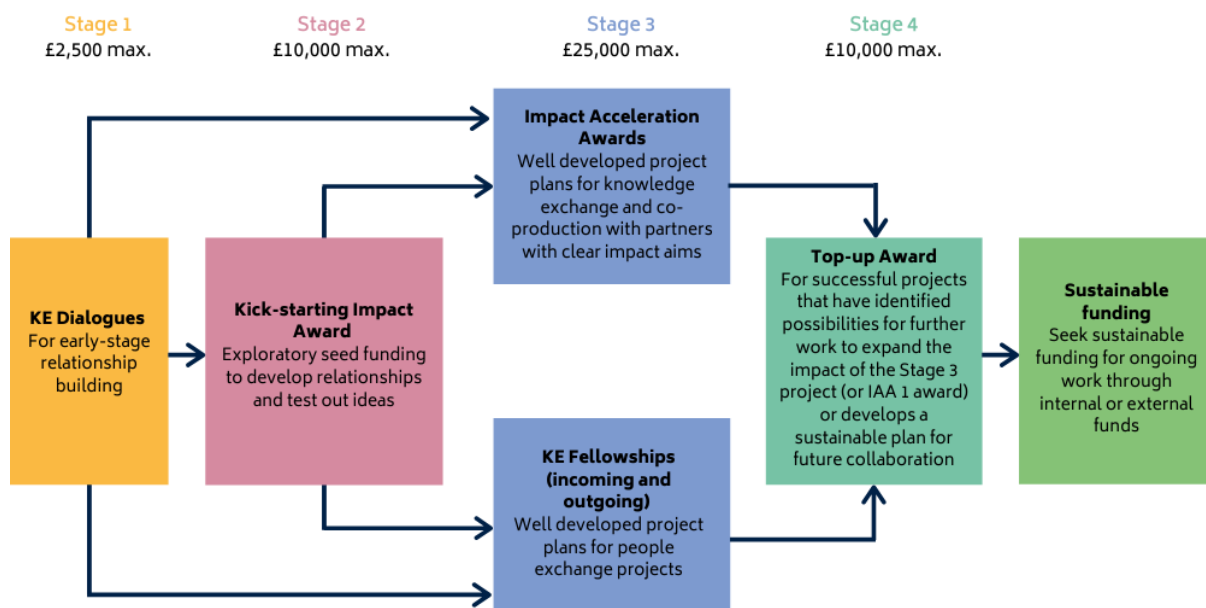 Stage 1
£2,500 max.
Stage 2
£10,000 max.
Stage 3
£25,000 max.
Stage 4
£10,000 max.
KE Dialogues
For early-stage
relationship
building
Kick-starting Impact
Award
Exploratory seed funding
to develop relationships
and test out ideas
Impact Acceleration
Awards
Well developed project
plans for knowledge
exchange and co-
production with partners
with clear impact aims
KE Fellowships
(incoming and
outgoing)
Well developed project
plans for people
exchange projects
Top-up Award
For successful projects
that have identified
possibilities for further
work to expand the
impact of the Stage 3
project (or IAA 1 award)
or develops a
sustainable plan for
future collaboration
Sustainable
funding
Seek sustainable
funding for ongoing
work through
internal or external
funds